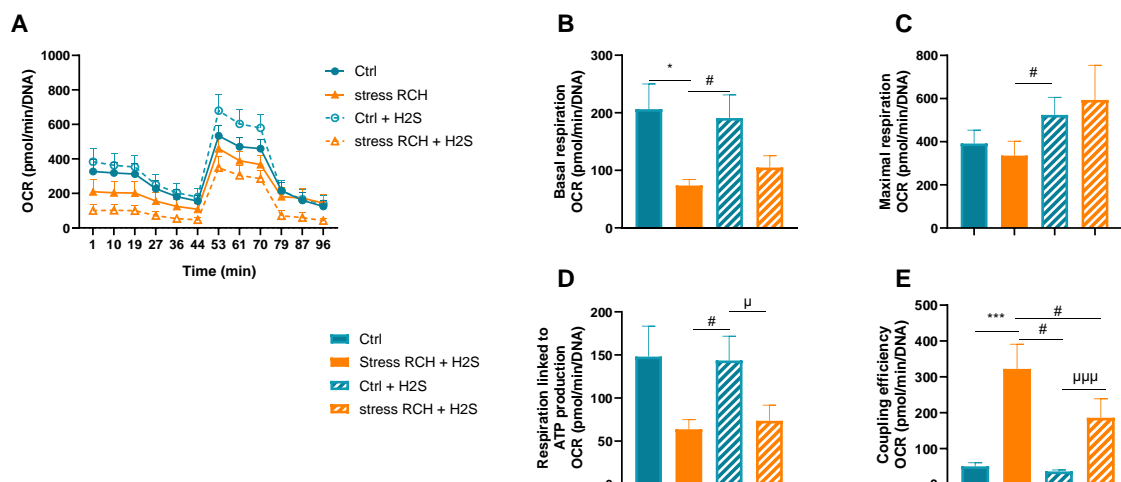 A
OCR (pmol/min/DNA)
1000
800
600
400
200
0
1 10 19 27 36 44 53 61 70 79 87 96
Time (min)
Ctrl
stress RCH
Ctrl + H2S
stress RCH + H2S
B
Basal respiration
OCR (pmol/min/DNA)
300
200
100
0
*
#
C
Maximal respiration
OCR (pmol/min/DNA)
800
600
400
200
0
#
Ctrl
Stress RCH + H2S
Ctrl + H2S
stress RCH + H2S
D
Respiration linked to
ATP production
OCR (pmol/min/DNA)
200
150
100
50
#
µ
E
Coupling efficiency
OCR (pmol/min/DNA)
500
400
300
200
100
***
#
#
µµµ